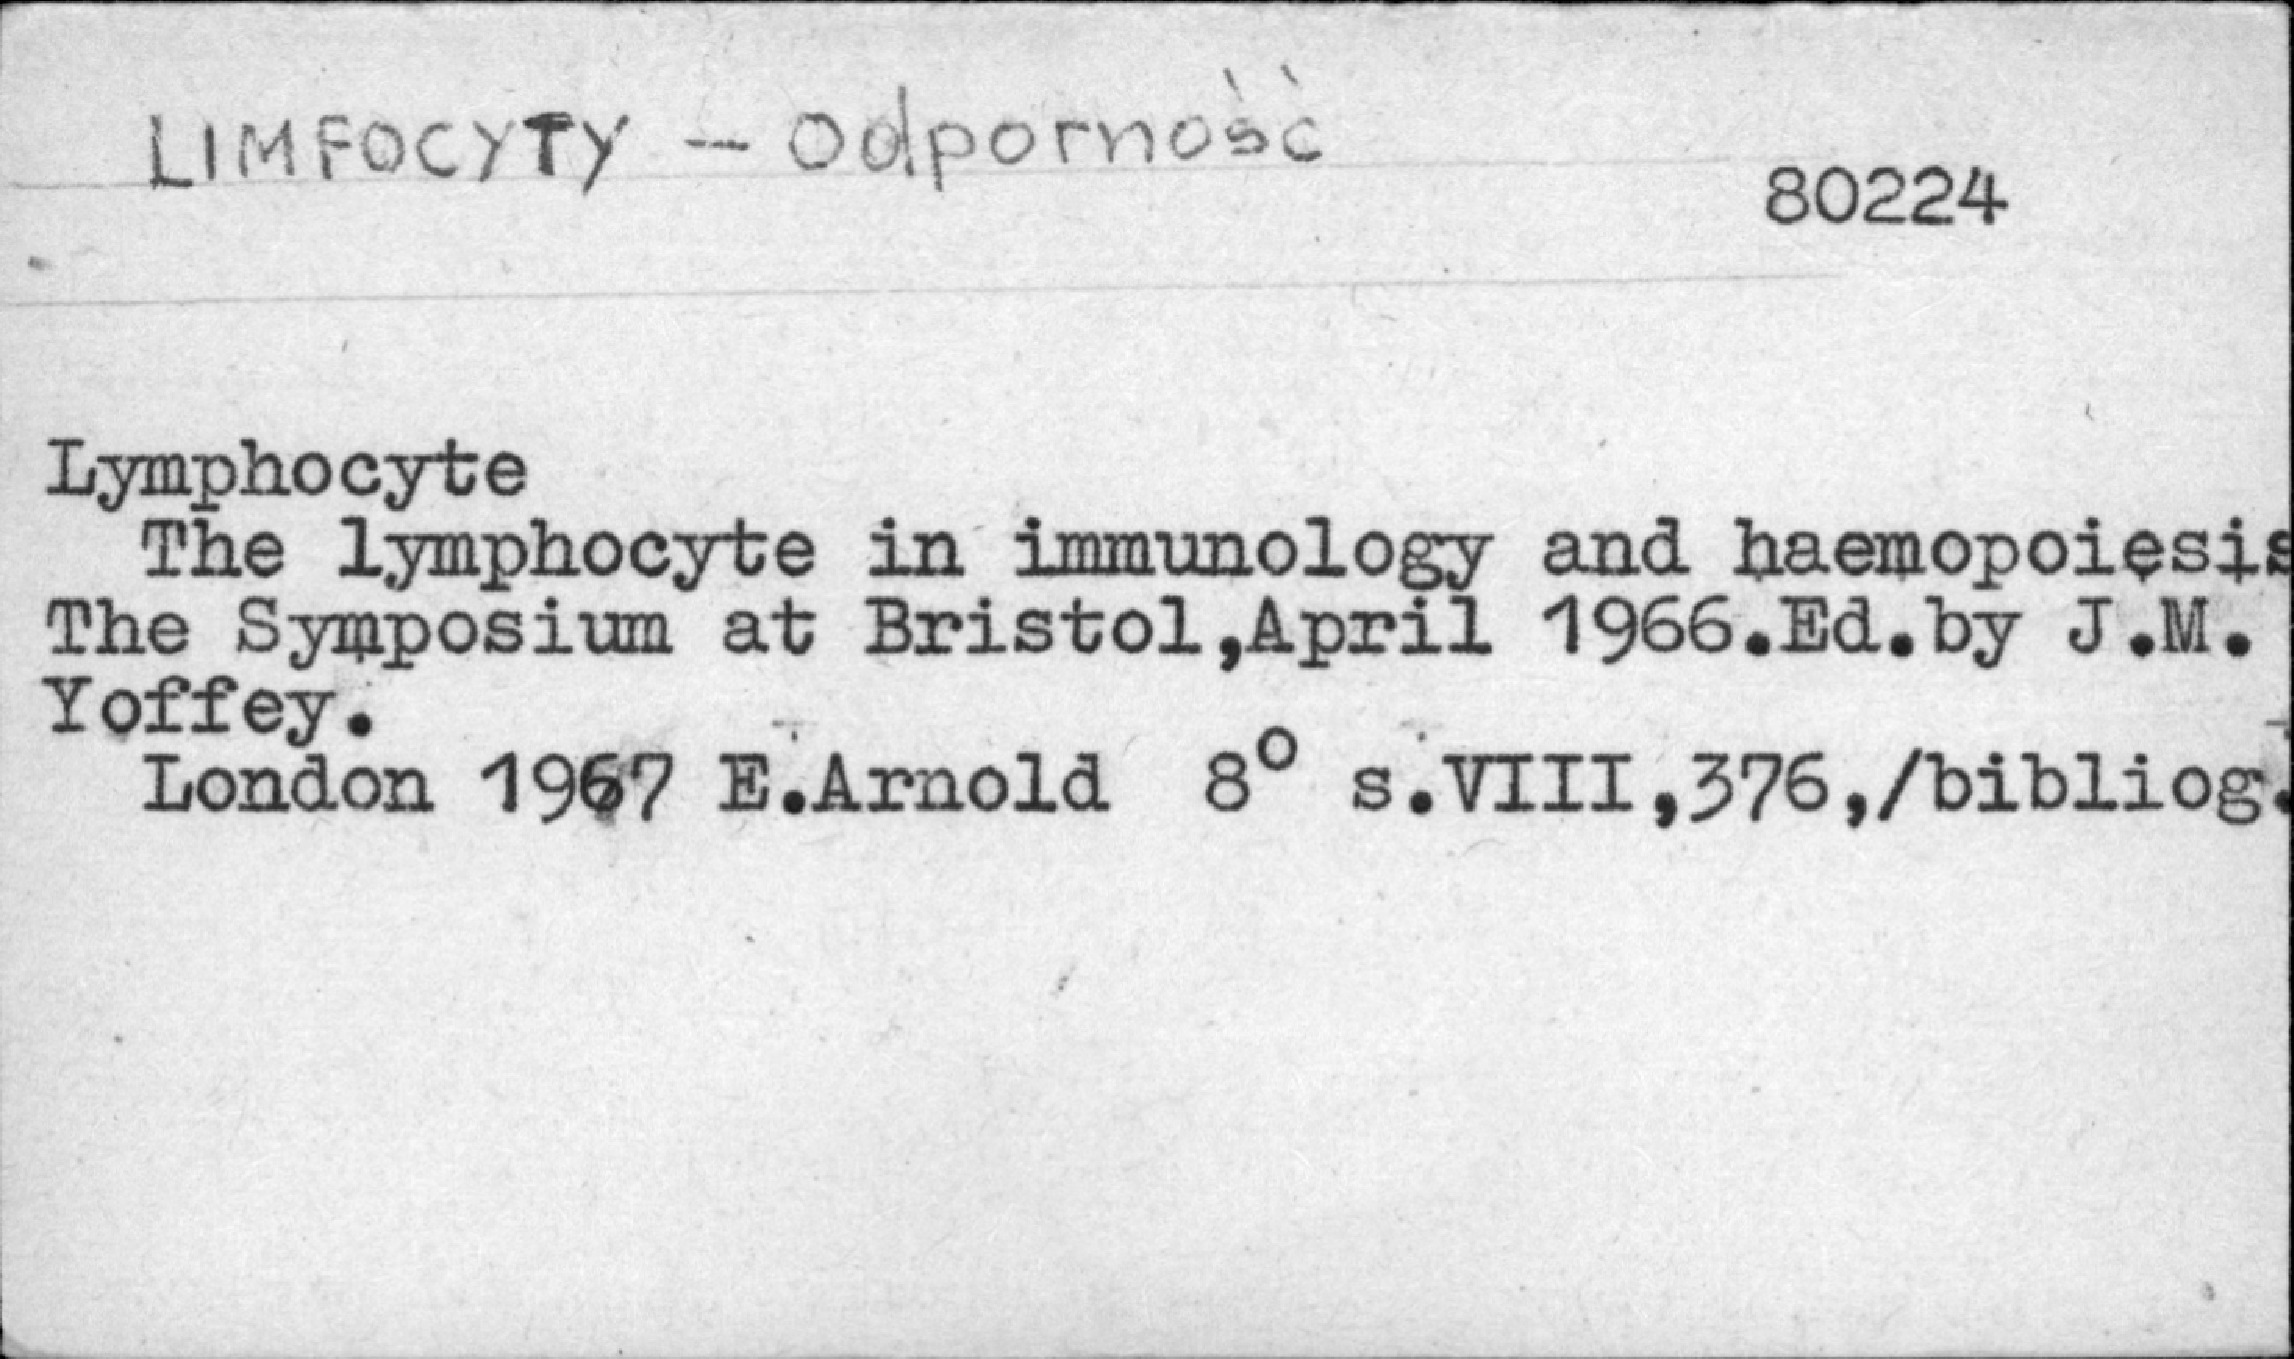 LIMFOCYTY - Odporność
80224
Lymphocyte
The lymphocyte in immunology and haemopoiesis
The Symposium at Bristol,April 1966.Ed.by J.M.
Yoffey.
London 1967 E.Arnold 8° s.VIII,376,/bibliog.